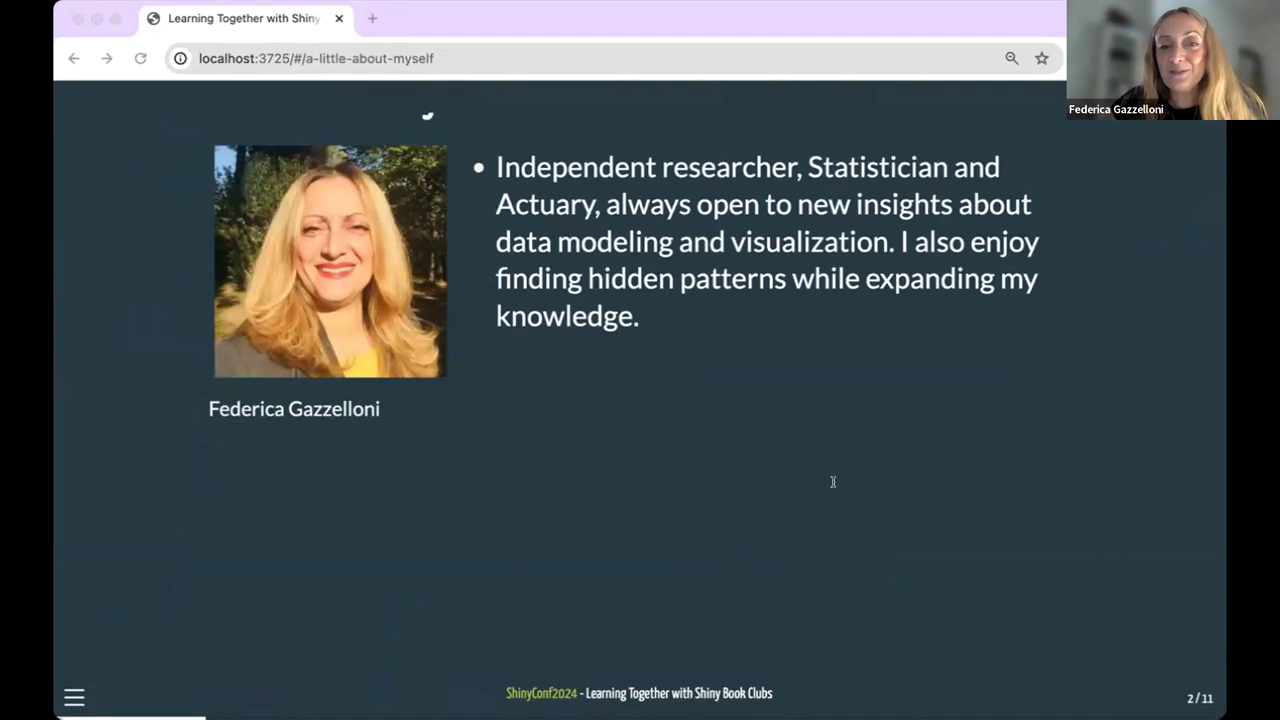 Learning Together with Shiny
localhost:3725/#/a-little-about-myself
Federica Gazzelloni
• Independent researcher, Statistician and
Actuary, always open to new insights about
data modeling and visualization. I also enjoy
finding hidden patterns while expanding my
knowledge.
Federica Gazzelloni
ShinyConf2024 - Learning Together with Shiny Book Clubs
2 / 11